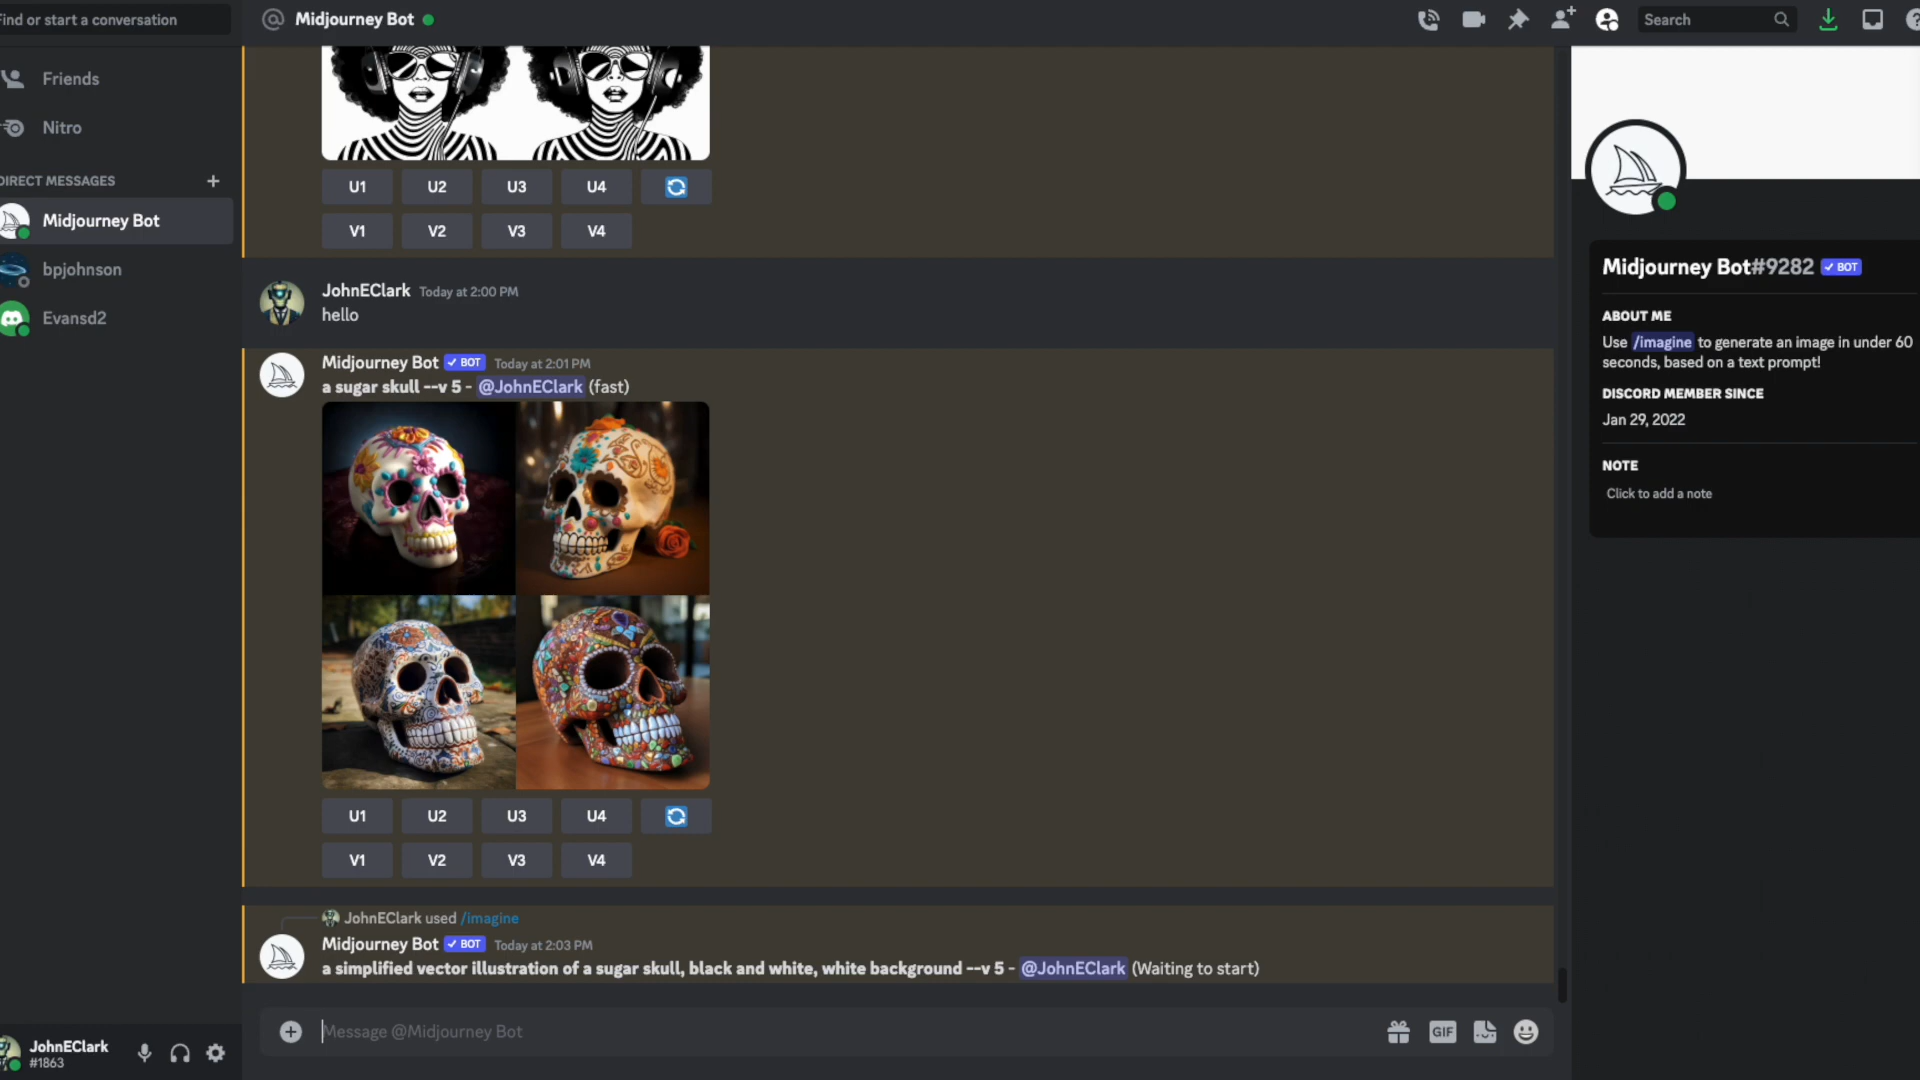 Find or start a conversation
Midjourney Bot
Search
Friends
Nitro
DIRECT MESSAGES
Midjourney Bot
bpjohnson
Evansd2
U1 U2 U3 U4
V1 V2 V3 V4
JohnEClark Today at 2:00 PM
hello
Midjourney Bot BOT Today at 2:01 PM
a sugar skull --v 5 - @JohnEClark (fast)
U1 U2 U3 U4
V1 V2 V3 V4
JohnEClark used /imagine
Midjourney Bot BOT Today at 2:03 PM
a simplified vector illustration of a sugar skull, black and white, white background --v 5 - @JohnEClark (Waiting to start)
Message @Midjourney Bot
GIF
JohnEClark
#1863
Midjourney Bot#9282 BOT
ABOUT ME
Use /imagine to generate an image in under 60
seconds, based on a text prompt!
DISCORD MEMBER SINCE
Jan 29, 2022
NOTE
Click to add a note